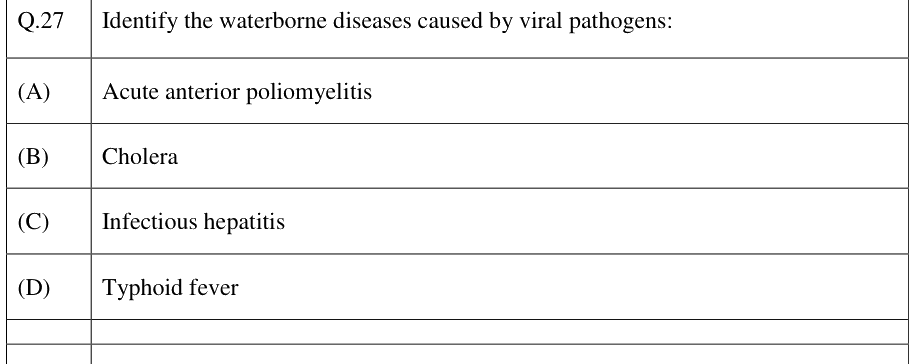 Q.27 Identify the waterborne diseases caused by viral pathogens:
(A) Acute anterior poliomyelitis
(B) Cholera
(C) Infectious hepatitis
(D) Typhoid fever